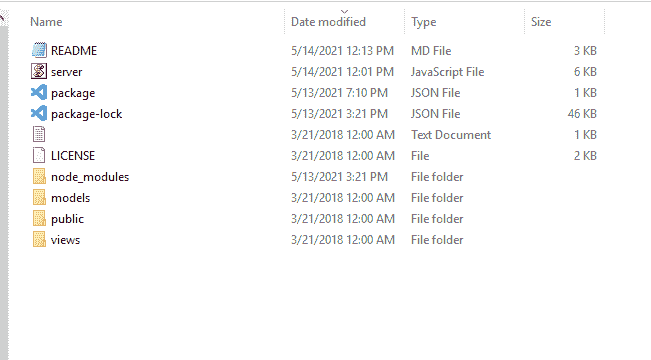 Name Date modified Type Size
README 5/14/2021 12:13 PM MD File 3 KB
server 5/14/2021 12:01 PM JavaScript File 6 KB
package 5/13/2021 7:10 PM JSON File 1 KB
package-lock 5/13/2021 3:21 PM JSON File 46 KB
3/21/2018 12:00 AM Text Document 1 KB
LICENSE 3/21/2018 12:00 AM File 2 KB
node_modules 5/13/2021 3:21 PM File folder
models 3/21/2018 12:00 AM File folder
public 3/21/2018 12:00 AM File folder
views 3/21/2018 12:00 AM File folder